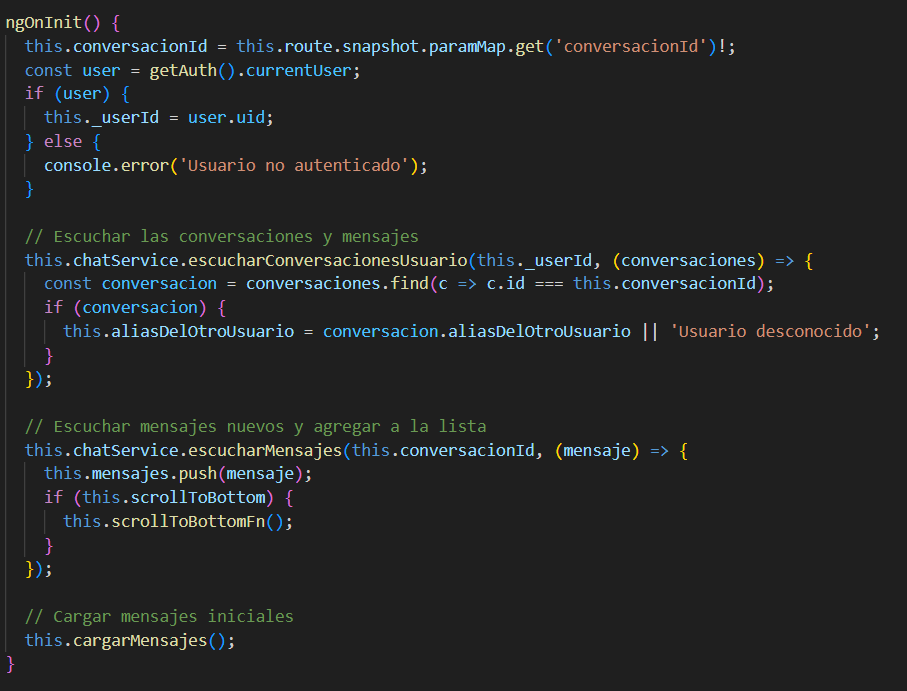 ngOnInit() {
  this.conversacionId = this.route.snapshot.paramMap.get('conversacionId')!;
  const user = getAuth().currentUser;
  if (user) {
    this._userId = user.uid;
  } else {
    console.error('Usuario no autenticado');
  }

  // Escuchar las conversaciones y mensajes
  this.chatService.escucharConversacionesUsuario(this._userId, (conversaciones) => {
    const conversacion = conversaciones.find(c => c.id === this.conversacionId);
    if (conversacion) {
      this.aliasDelOtroUsuario = conversacion.aliasDelOtroUsuario || 'Usuario desconocido';
    }
  });

  // Escuchar mensajes nuevos y agregar a la lista
  this.chatService.escucharMensajes(this.conversacionId, (mensaje) => {
    this.mensajes.push(mensaje);
    if (this.scrollToBottom) {
      this.scrollToBottomFn();
    }
  });

  // Cargar mensajes iniciales
  this.cargarMensajes();
}